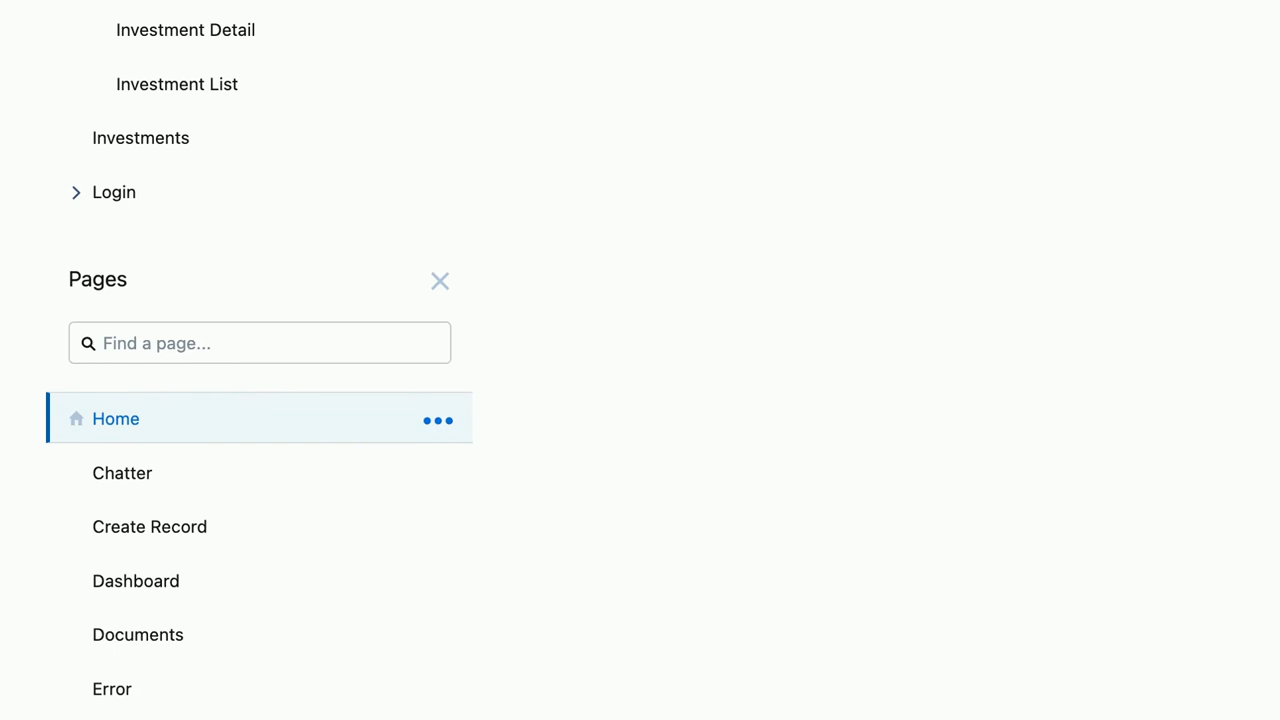 Investment Detail
Investment List
Investments
Login
Pages
Find a page...
Home
Chatter
Create Record
Dashboard
Documents
Error